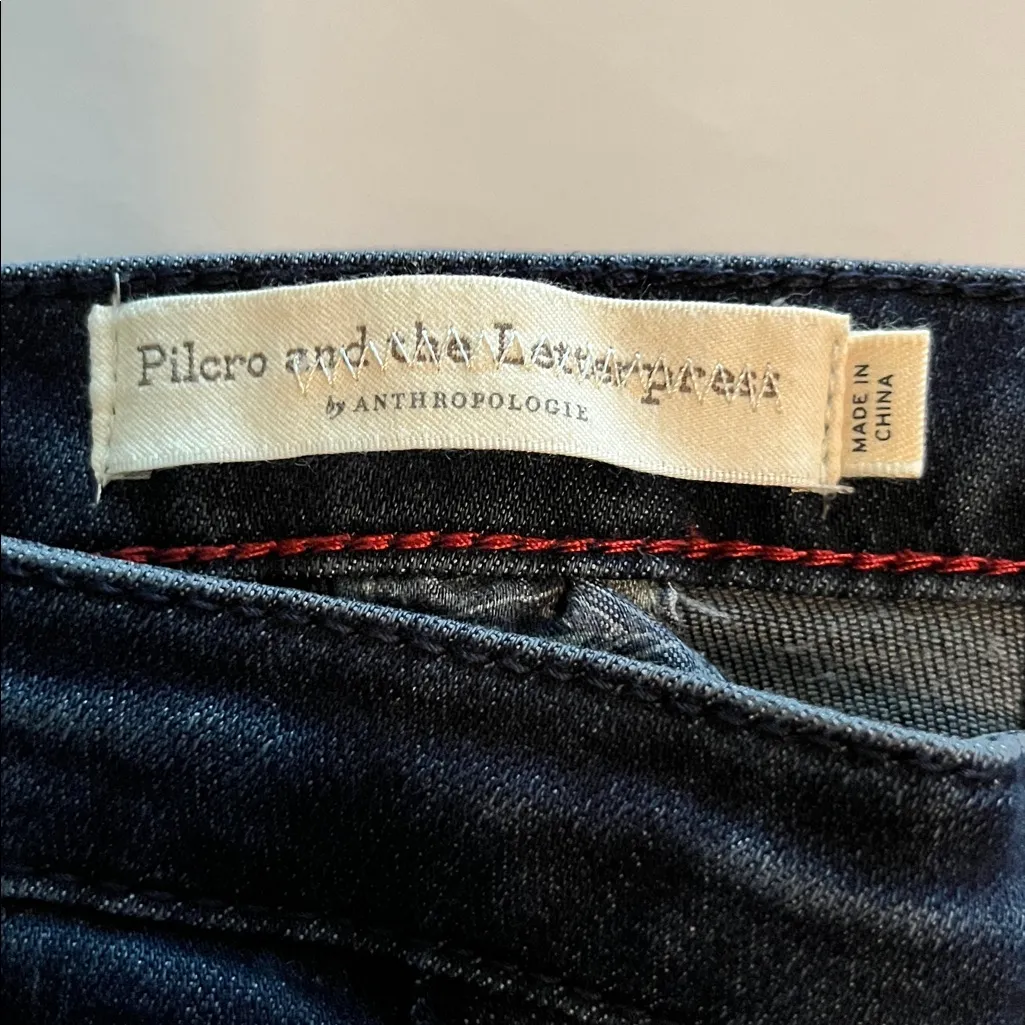 Pilcro and the Letterpress
by ANTHROPOLOGIE
MADE IN
CHINA